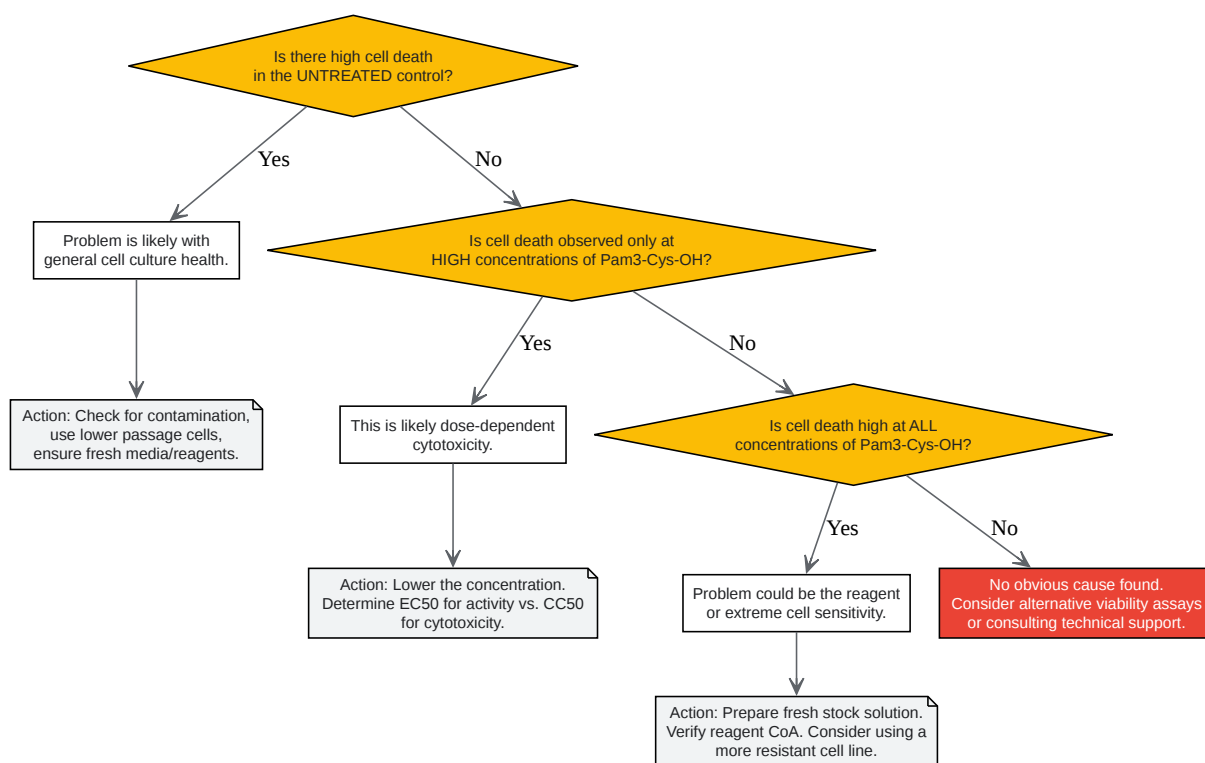 Is there high cell death
in the UNTREATED control?
Yes
No
Problem is likely with
general cell culture health.
Is cell death observed only at
HIGH concentrations of Pam3-Cys-OH?
Yes
No
Action: Check for contamination,
use lower passage cells,
ensure fresh media/reagents.
This is likely dose-dependent
cytotoxicity.
Is cell death high at ALL
concentrations of Pam3-Cys-OH?
Yes
No
Action: Lower the concentration.
Determine EC50 for activity vs. CC50
for cytotoxicity.
Problem could be the reagent
or extreme cell sensitivity.
No obvious cause found.
Consider alternative viability assays
or consulting technical support.
Action: Prepare fresh stock solution.
Verify reagent CoA. Consider using a
more resistant cell line.